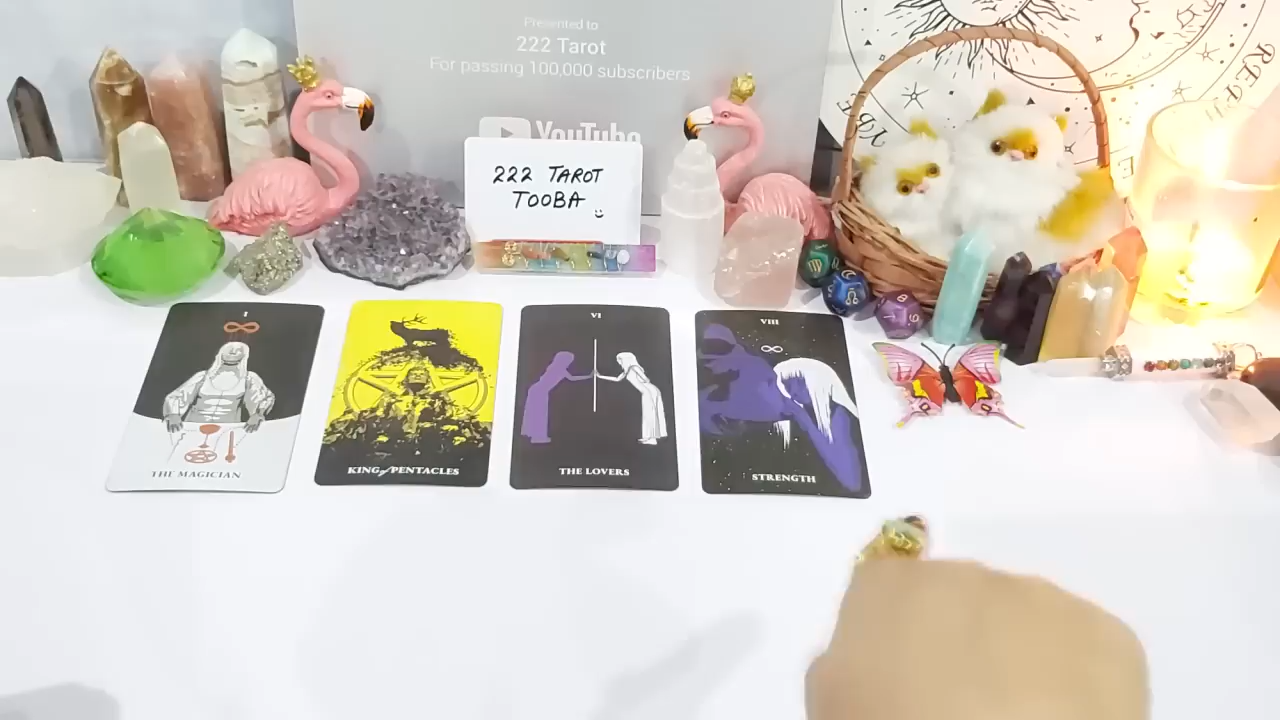 Presented to
222 Tarot
For passing 100,000 subscribers
YouTube
222 TAROT
TOOBA
I
THE MAGICIAN
KING of PENTACLES
VI
THE LOVERS
VIII
STRENGTH